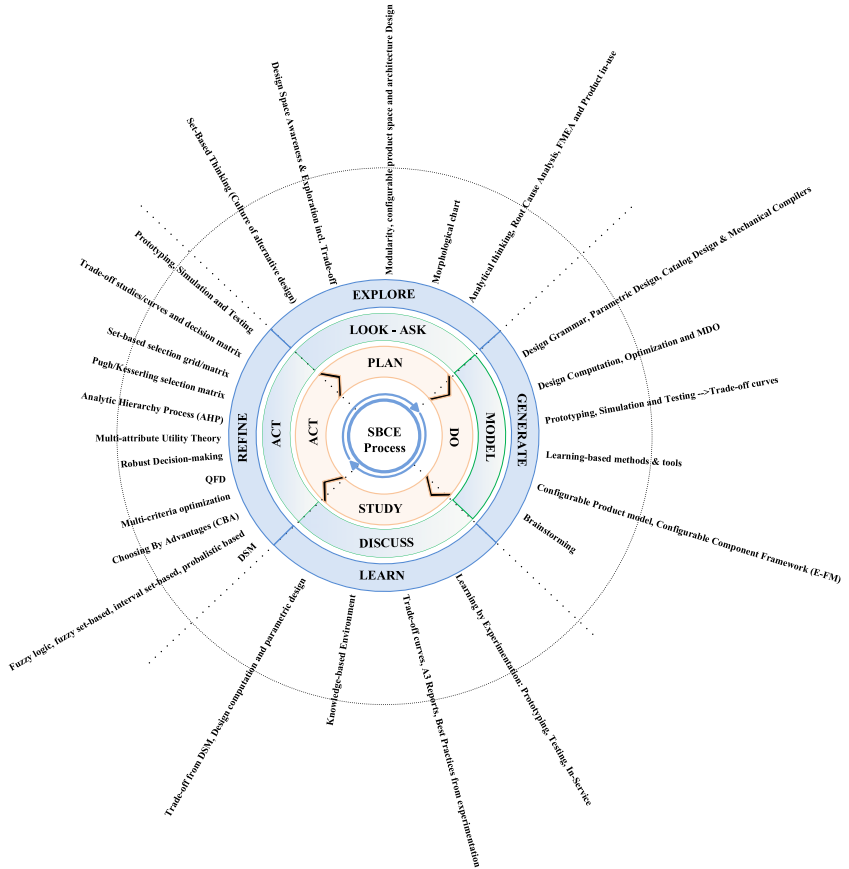 SBCE
Process
PLAN
DO
STUDY
ACT
LOOK - ASK
MODEL
DISCUSS
ACT
EXPLORE
GENERATE
LEARN
REFINE
Set-Based Thinking (Culture of alternative design)
Design Space Awareness & Exploration incl. Trade-off
Modularity, configurable product space and architecture Design
Morphological chart
Analytical thinking, Root Cause Analysis, FMEA and Product in-use
Design Grammar, Parametric Design, Catalog Design & Mechanical Compilers
Design Computation, Optimization and MDO
Prototyping, Simulation and Testing -->Trade-off curves
Learning-based methods & tools
Configurable Product model, Configurable Component Framework (E-FM)
Brainstorming
Learning by Experimentation: Prototyping, Testing, In-Service
Trade-off curves, A3 Reports, Best Practices from experimentation
Knowledge-based Environment
Trade-off from DSM, Design computation and parametric design
DSM
Fuzzy logic, fuzzy set-based, interval set-based, probalistic based
Choosing By Advantages (CBA)
Multi-criteria optimization
QFD
Robust Decision-making
Multi-attribute Utility Theory
Analytic Hierarchy Process (AHP)
Pugh/Kesserling selection matrix
Set-based selection grid/matrix
Trade-off studies/curves and decision matrix
Prototyping, Simulation and Testing